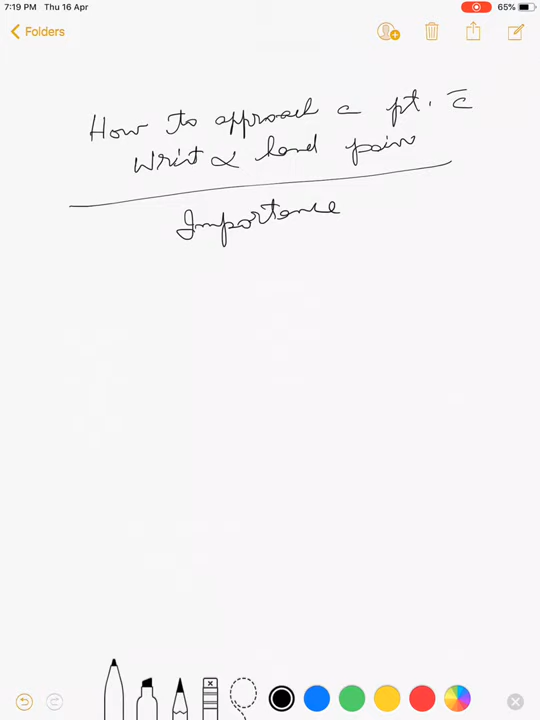 7:19 PM Thu 16 Apr 65%
Folders
How to approach a pt. c̅
Wrist & hand pain
Importance